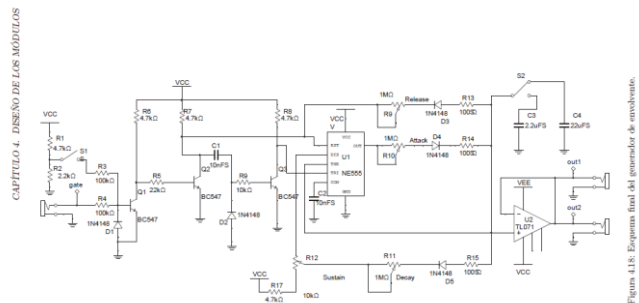 CAPÍTULO 4. DISEÑO DE LOS MÓDULOS
VCC
R1
4.7kΩ
R2
2.2kΩ
S1
gate
R3
100kΩ
R4
100kΩ
1N4148
D1
Q1
BC547
VCC
R6
4.7kΩ
R7
4.7kΩ
R8
4.7kΩ
R5
22kΩ
Q2
BC547
C1
10nFS
1N4148
D2
R9
10kΩ
Q3
BC547
VCC
U1
NE555
C2
10nFS
1MΩ
Release
R9
1N4148
D3
R13
100Ω
1MΩ
Attack
R10
D4
1N4148
R14
100Ω
R12
10kΩ
VCC
R17
4.7kΩ
Sustain
R11
1MΩ
Decay
1N4148
D5
R15
100Ω
S2
C3
2.2uFS
C4
22uFS
VEE
U2
TL071
VCC
out1
out2
Figura 4.18: Esquema final del generador de envolvente.